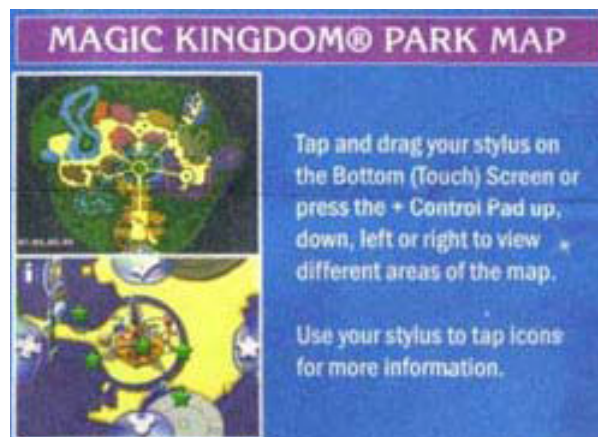 MAGIC KINGDOM® PARK MAP
Tap and drag your stylus on
the Bottom (Touch) Screen or
press the + Control Pad up,
down, left or right to view
different areas of the map.
Use your stylus to tap icons
for more information.
i